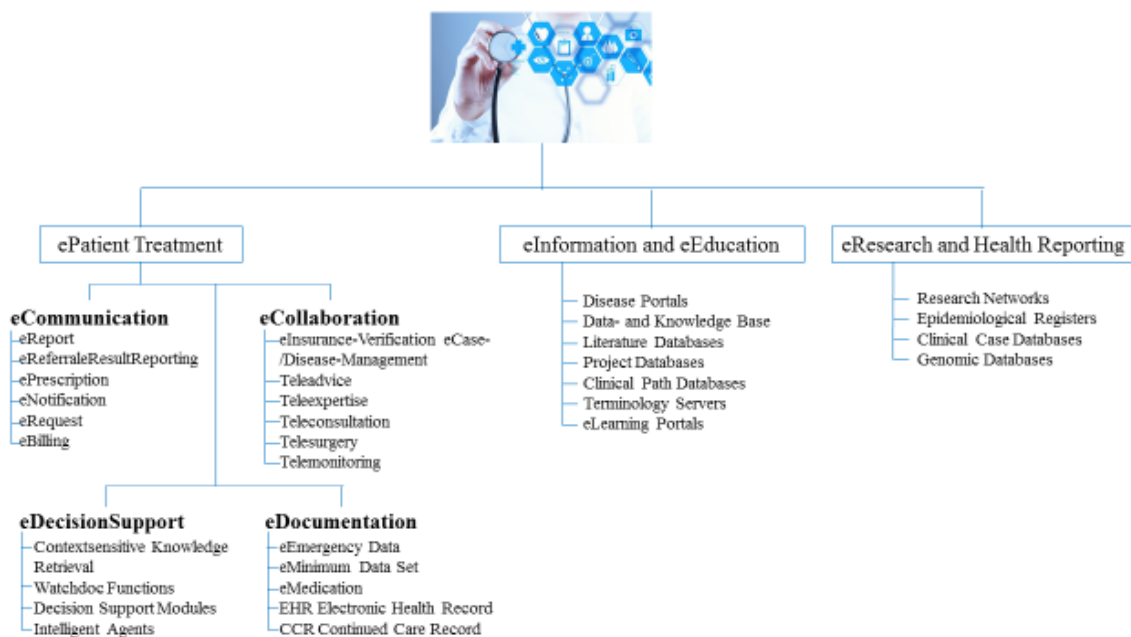 ePatient Treatment
eInformation and eEducation
eResearch and Health Reporting
eCommunication
eReport
eReferraleResultReporting
ePrescription
eNotification
eRequest
eBilling
eCollaboration
eInsurance-Verification eCase-
/Disease-Management
Teleadvice
Teleexpertise
Teleconsultation
Telesurgery
Telemonitoring
Disease Portals
Data- and Knowledge Base
Literature Databases
Project Databases
Clinical Path Databases
Terminology Servers
eLearning Portals
Research Networks
Epidemiological Registers
Clinical Case Databases
Genomic Databases
eDecisionSupport
Contextsensitive Knowledge
Retrieval
Watchdoc Functions
Decision Support Modules
Intelligent Agents
eDocumentation
eEmergency Data
eMinimum Data Set
eMedication
EHR Electronic Health Record
CCR Continued Care Record